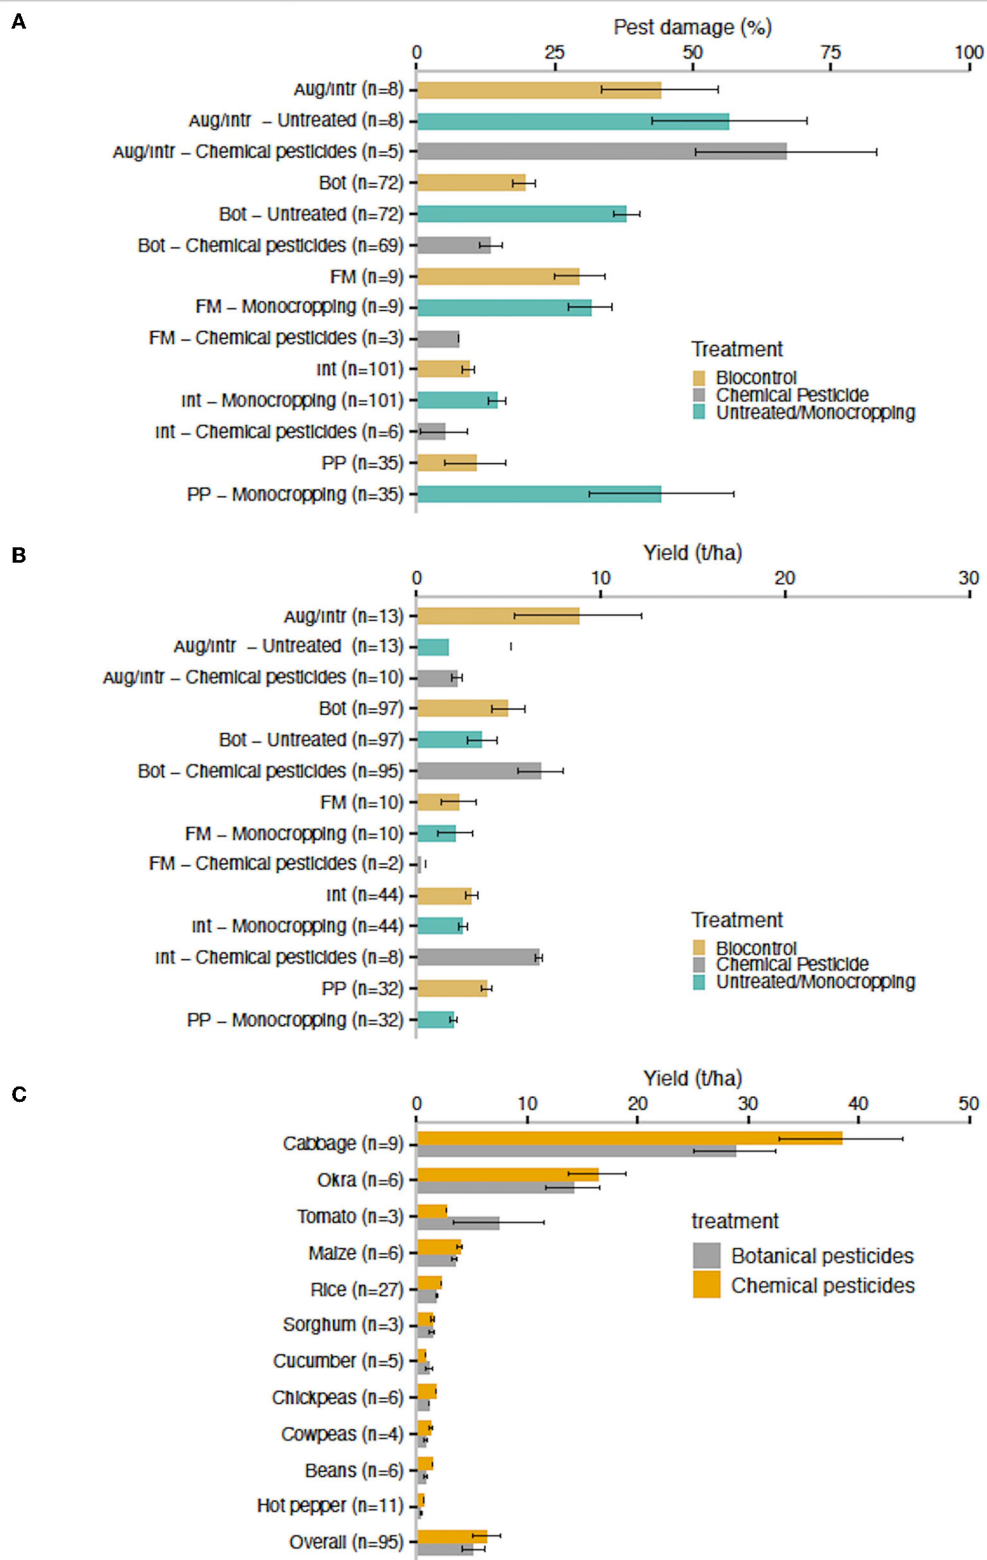 A
Pest damage (%)
0 25 50 75 100
Aug/Intr (n=8)
Aug/Intr – Untreated (n=8)
Aug/Intr – Chemical pesticides (n=5)
Bot (n=72)
Bot – Untreated (n=72)
Bot – Chemical pesticides (n=69)
FM (n=9)
FM – Monocropping (n=9)
FM – Chemical pesticides (n=3)
Int (n=101)
Int – Monocropping (n=101)
Int – Chemical pesticides (n=6)
PP (n=35)
PP – Monocropping (n=35)
Treatment
Biocontrol
Chemical Pesticide
Untreated/Monocropping
B
Yield (t/ha)
0 10 20 30
Aug/Intr (n=13)
Aug/Intr – Untreated (n=13)
Aug/Intr – Chemical pesticides (n=10)
Bot (n=97)
Bot – Untreated (n=97)
Bot – Chemical pesticides (n=95)
FM (n=10)
FM – Monocropping (n=10)
FM – Chemical pesticides (n=2)
Int (n=44)
Int – Monocropping (n=44)
Int – Chemical pesticides (n=8)
PP (n=32)
PP – Monocropping (n=32)
Treatment
Biocontrol
Chemical Pesticide
Untreated/Monocropping
C
Yield (t/ha)
0 10 20 30 40 50
Cabbage (n=9)
Okra (n=6)
Tomato (n=3)
Maize (n=6)
Rice (n=27)
Sorghum (n=3)
Cucumber (n=5)
Chickpeas (n=6)
Cowpeas (n=4)
Beans (n=6)
Hot pepper (n=11)
Overall (n=95)
treatment
Botanical pesticides
Chemical pesticides